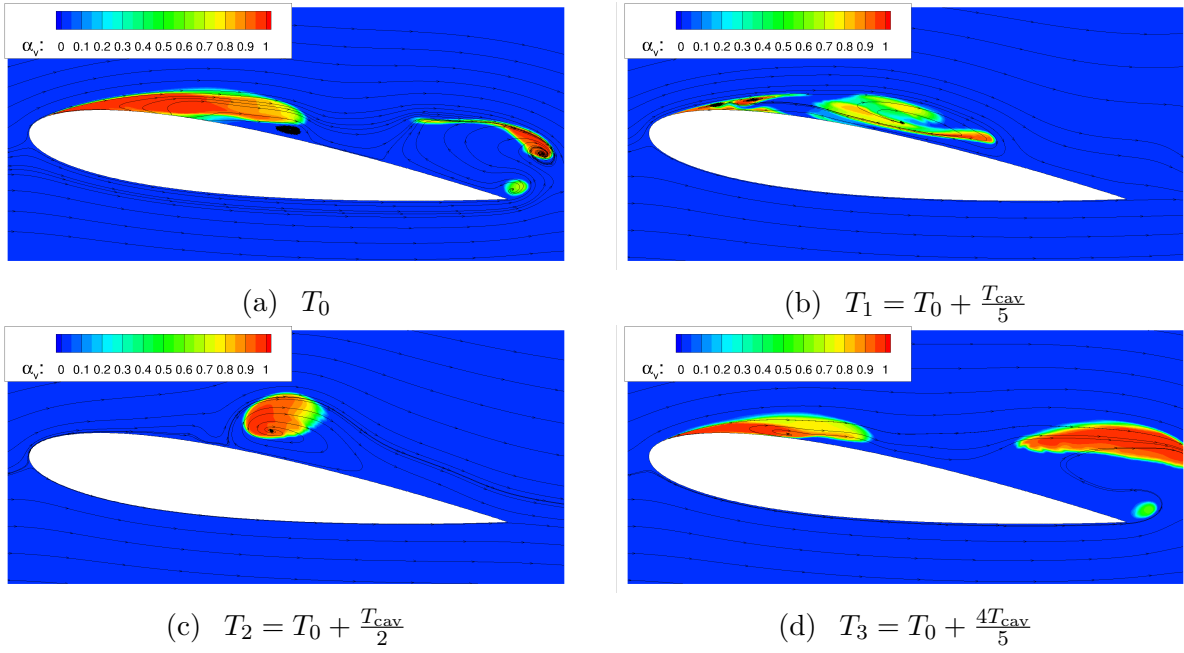 αv: 0 0.1 0.2 0.3 0.4 0.5 0.6 0.7 0.8 0.9 1
αv: 0 0.1 0.2 0.3 0.4 0.5 0.6 0.7 0.8 0.9 1
(a) T0
(b) T1 = T0 + Tcav/5
αv: 0 0.1 0.2 0.3 0.4 0.5 0.6 0.7 0.8 0.9 1
αv: 0 0.1 0.2 0.3 0.4 0.5 0.6 0.7 0.8 0.9 1
(c) T2 = T0 + Tcav/2
(d) T3 = T0 + 4Tcav/5